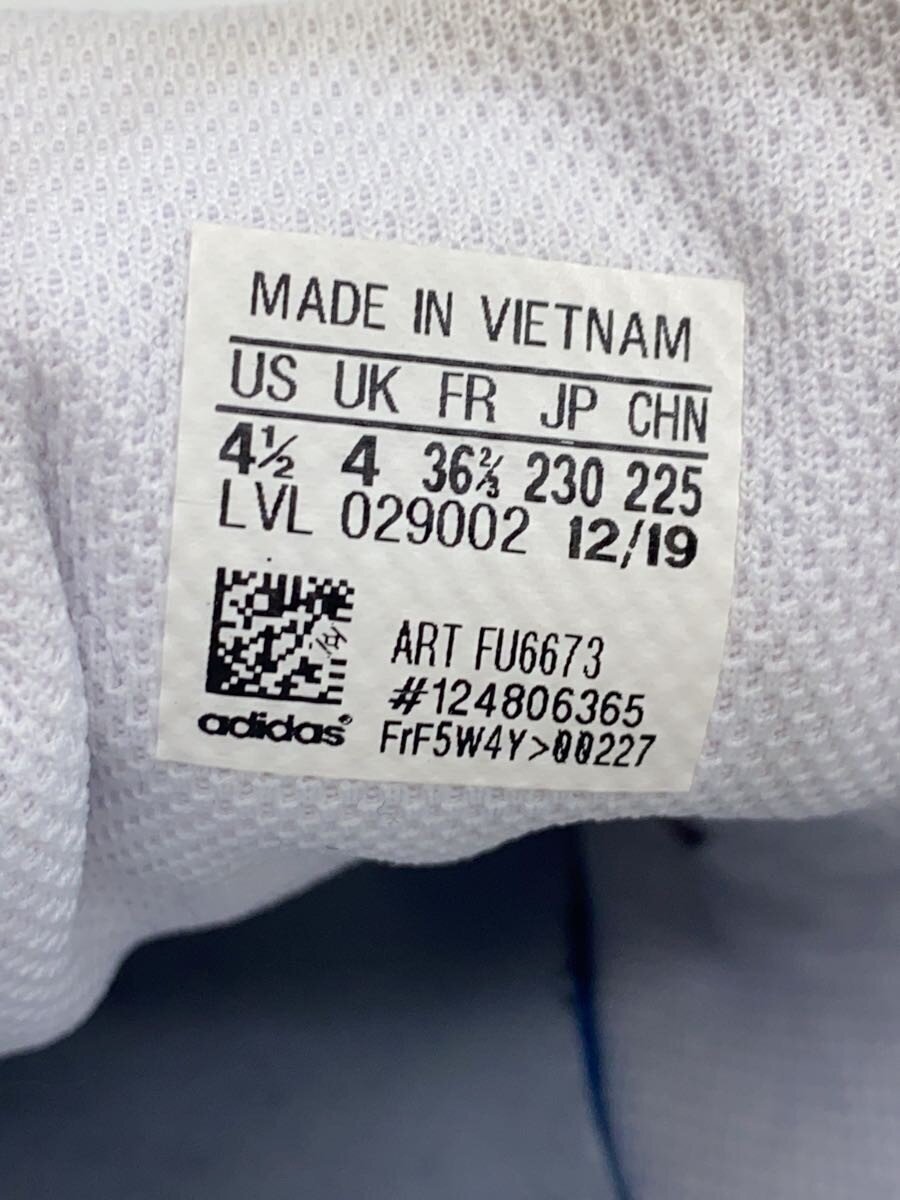 MADE IN VIETNAM
US UK FR JP CHN
4½ 4 36⅔ 230 225
LVL 029002 12/19
ART FU6673
#124806365
adidas® FrF5W4Y>00227